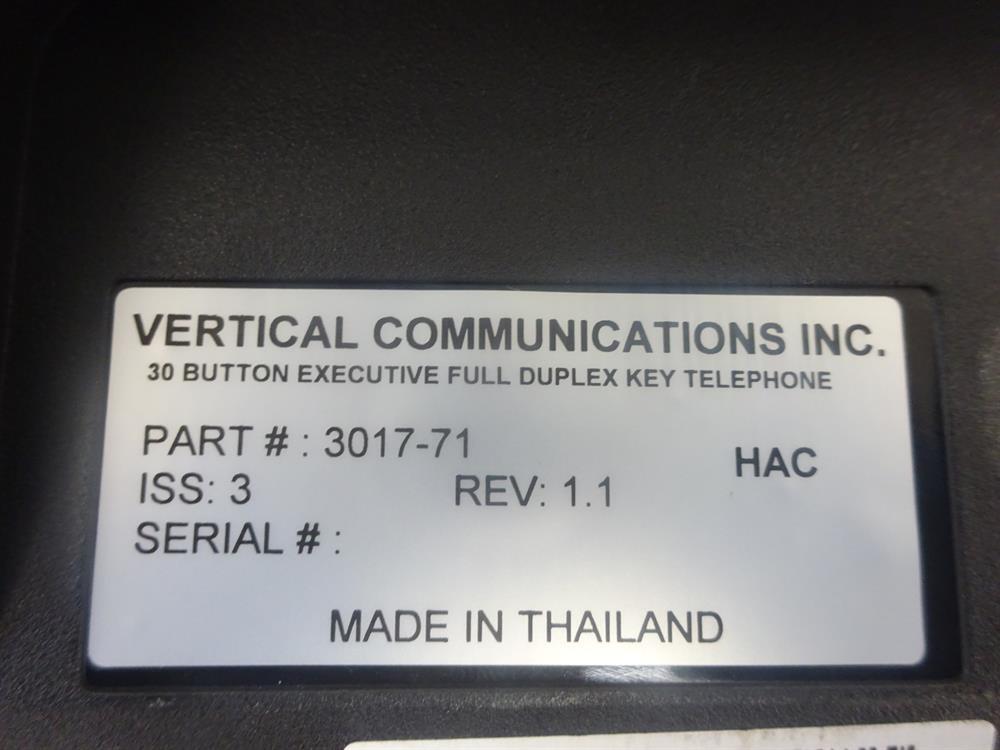 VERTICAL COMMUNICATIONS INC.
30 BUTTON EXECUTIVE FULL DUPLEX KEY TELEPHONE
PART # : 3017-71
HAC
ISS: 3 REV: 1.1
SERIAL # :
MADE IN THAILAND